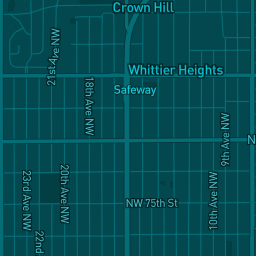 Crown Hill
21st Ave NW
Whittier Heights
18th Ave NW
Safeway
9th Ave NW
N
23rd Ave NW
20th Ave NW
10th Ave NW
NW 75th St
22nd